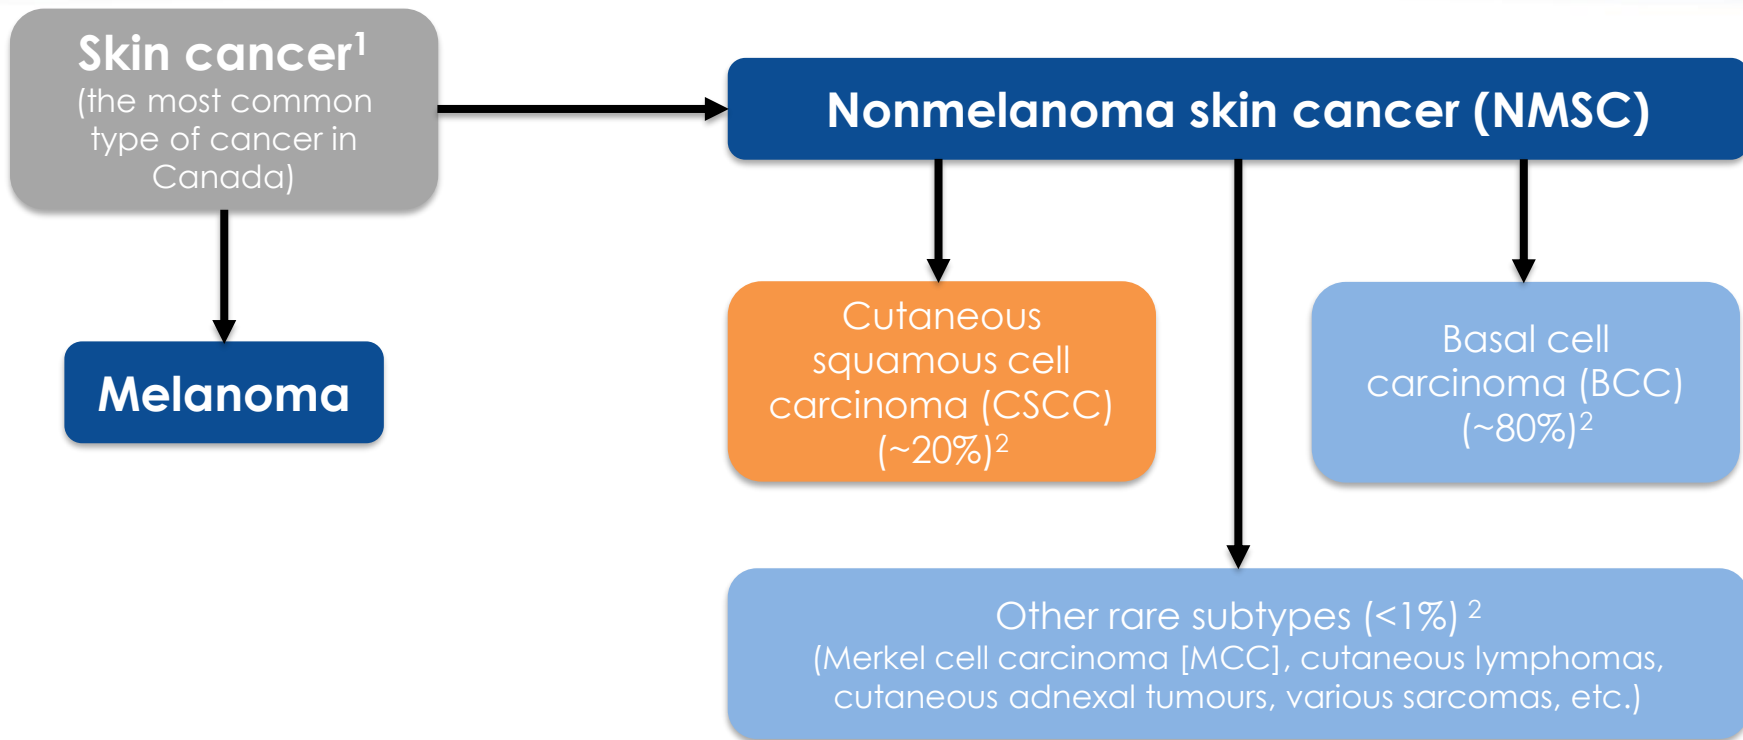 Skin cancer¹
(the most common
type of cancer in
Canada)
Nonmelanoma skin cancer (NMSC)
Melanoma
Cutaneous
squamous cell
carcinoma (CSCC)
(~20%)²
Basal cell
carcinoma (BCC)
(~80%)²
Other rare subtypes (<1%) ²
(Merkel cell carcinoma [MCC], cutaneous lymphomas,
cutaneous adnexal tumours, various sarcomas, etc.)